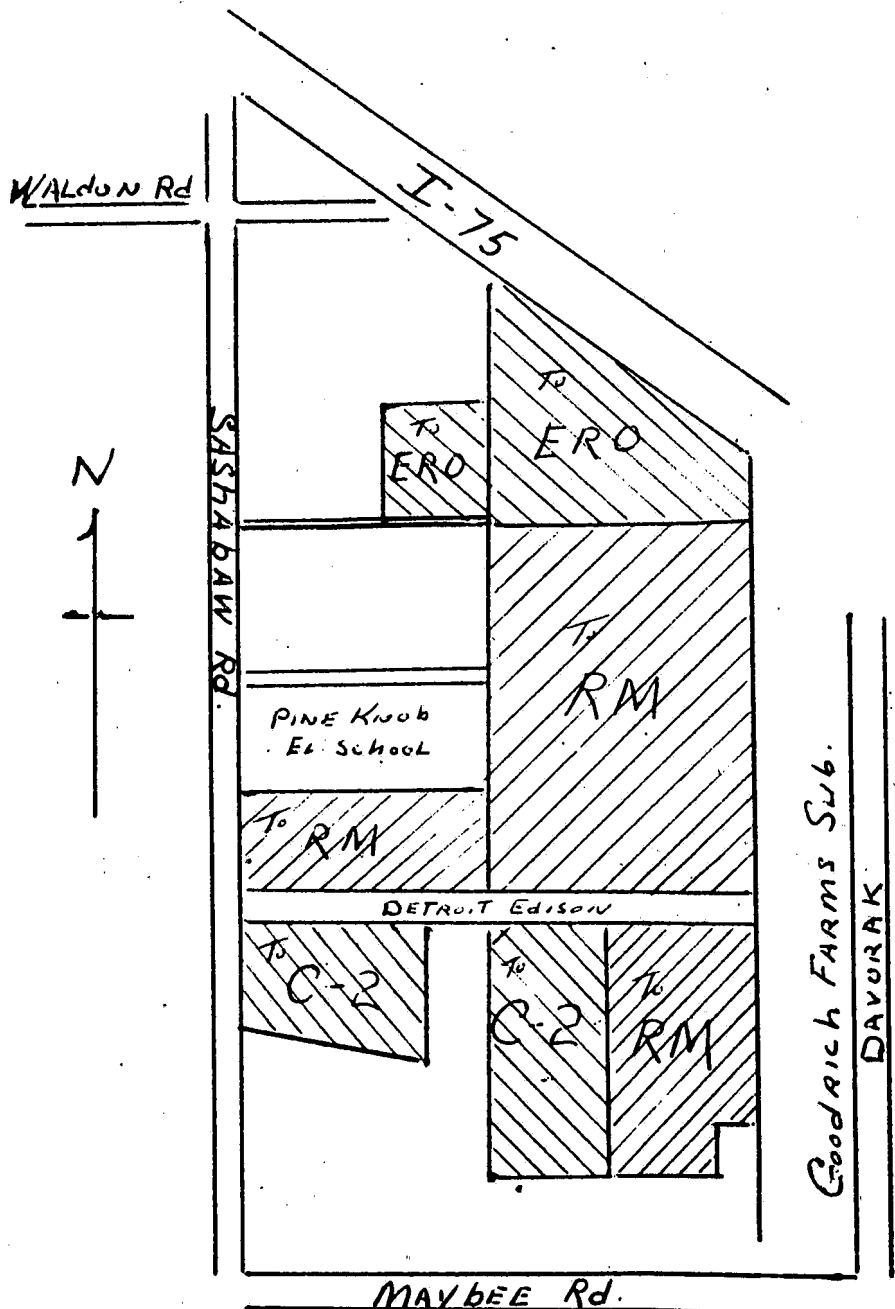 I-75
WALDON Rd
To
ERO
To
ERO
N
SASHABAW Rd.
To
RM
PINE KNOB
EL. SCHOOL
To
RM
DETROIT EDISON
To
C-2
To
C-2
To
RM
GOODRICH FARMS SUB.
DAVORAK
MAYBEE Rd.